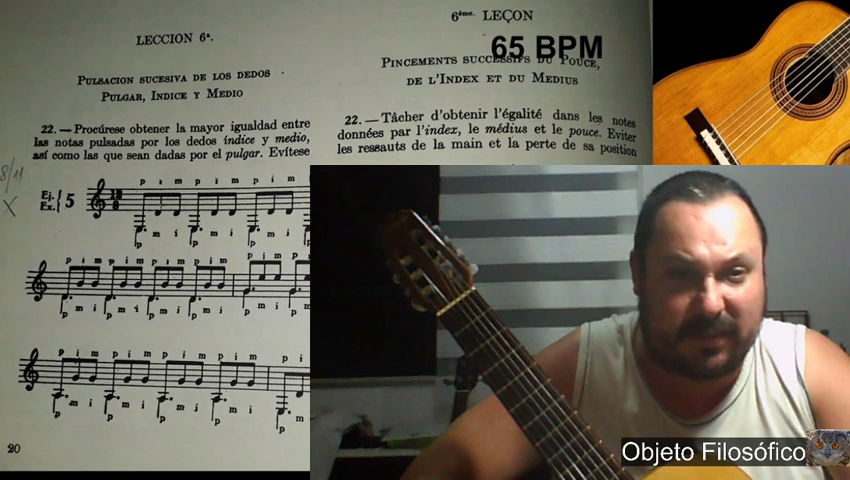 LECCION 6ª.
PULSACION SUCESIVA DE LOS DEDOS
PULGAR, INDICE Y MEDIO
22. — Procúrese obtener la mayor igualdad entre
las notas pulsadas por los dedos índice y medio,
así como las que sean dadas por el pulgar. Evítese
8/11
X
Ej.
Ex.
5
p i m p i m p i m
p m i m i m i
p i m p i m p i m p i m p i
p m i m i m i m i
p i m p i m p i m p i m p i
p m i m i m i m i p
20
6ème. LEÇON
65 BPM
PINCEMENTS SUCCESSIFS DU POUCE,
DE L'INDEX ET DU MEDIUS
22. — Tâcher d'obtenir l'égalité dans les notes
données par l'index, le médius et le pouce. Eviter
les ressauts de la main et la perte de sa position
Objeto Filosófico